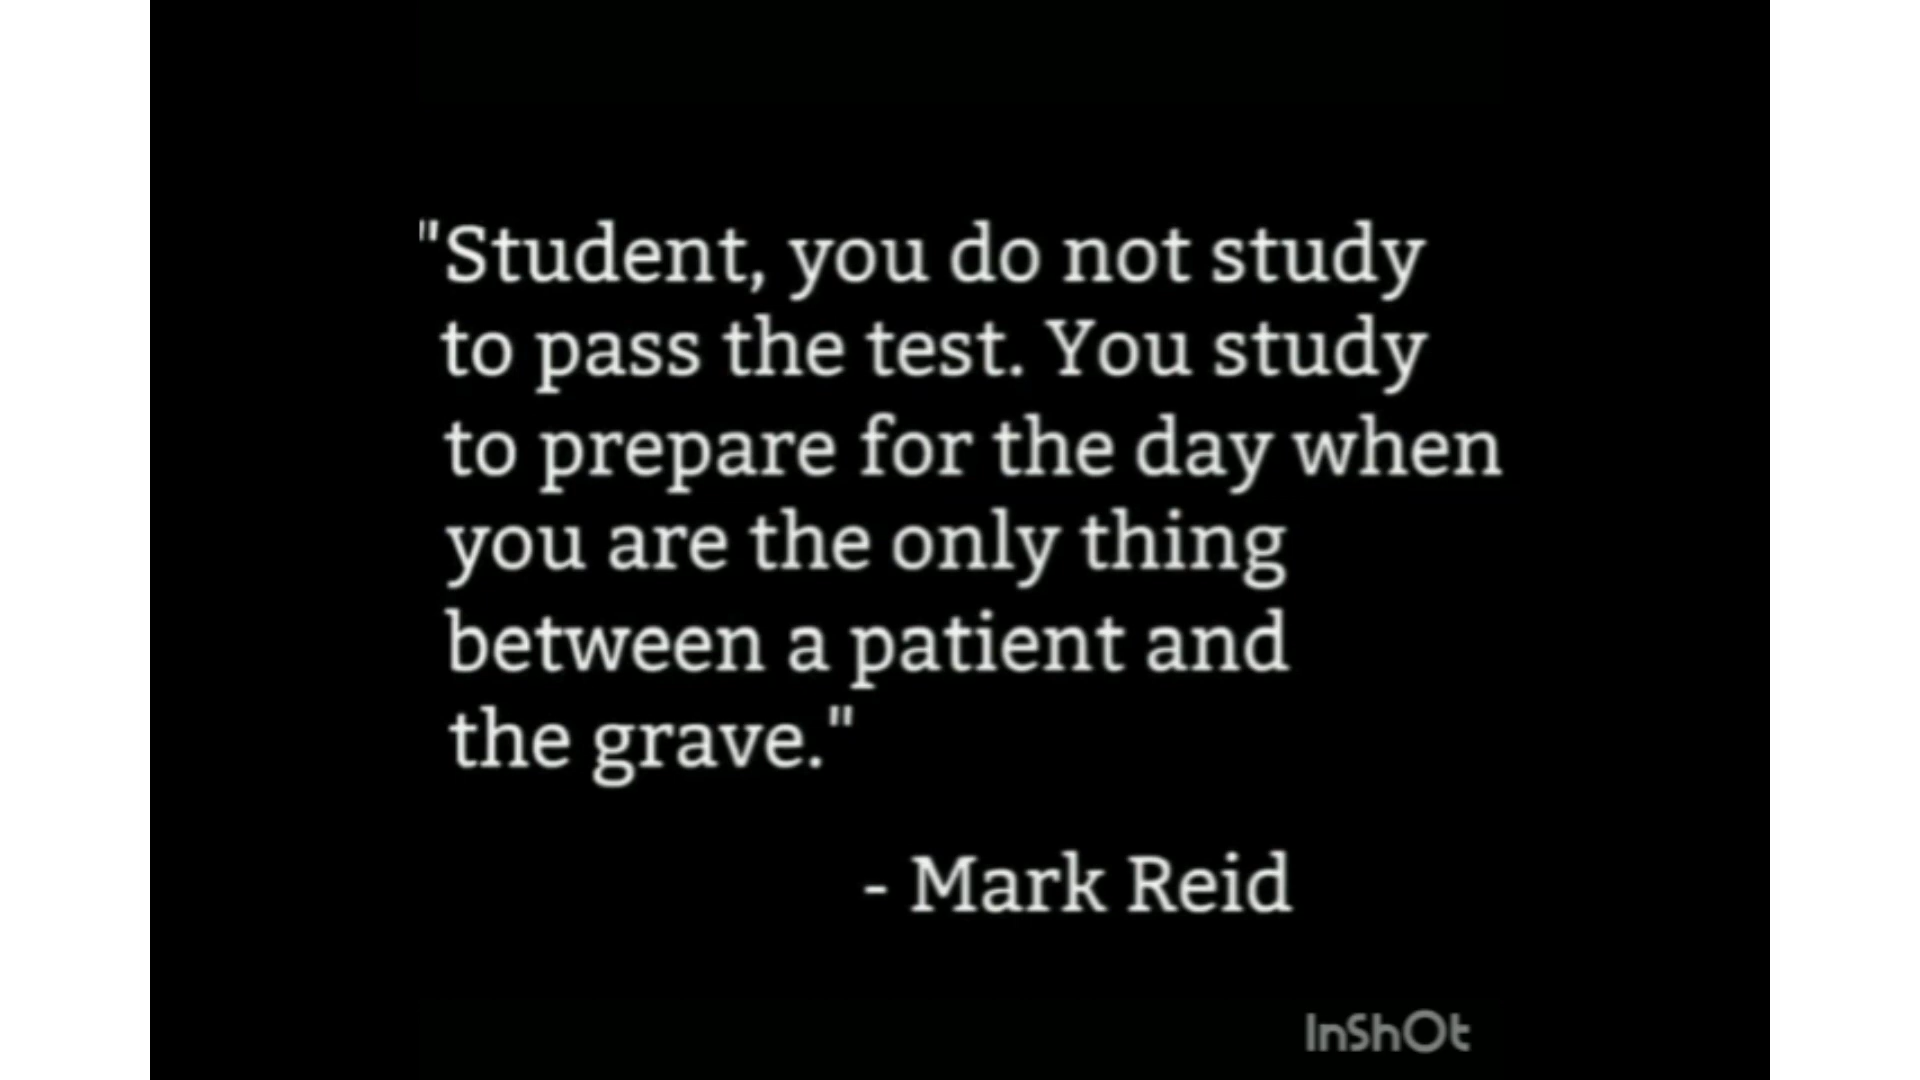 "Student, you do not study
to pass the test. You study
to prepare for the day when
you are the only thing
between a patient and
the grave."
- Mark Reid
InShOt